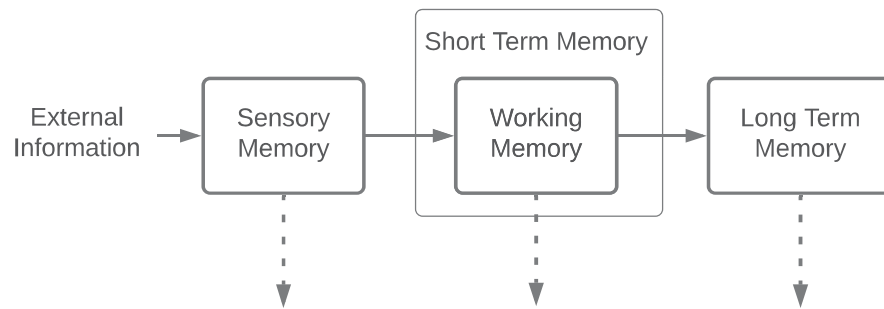 Short Term Memory
External
Information
Sensory
Memory
Working
Memory
Long Term
Memory